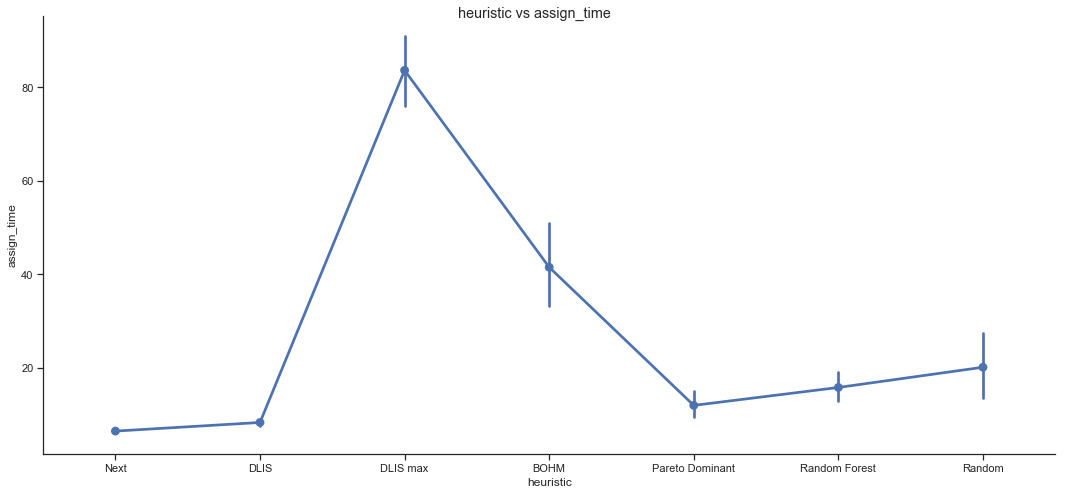 heuristic vs assign_time
80
60
40
20
assign_time
Next DLIS DLIS max BOHM Pareto Dominant Random Forest Random
heuristic